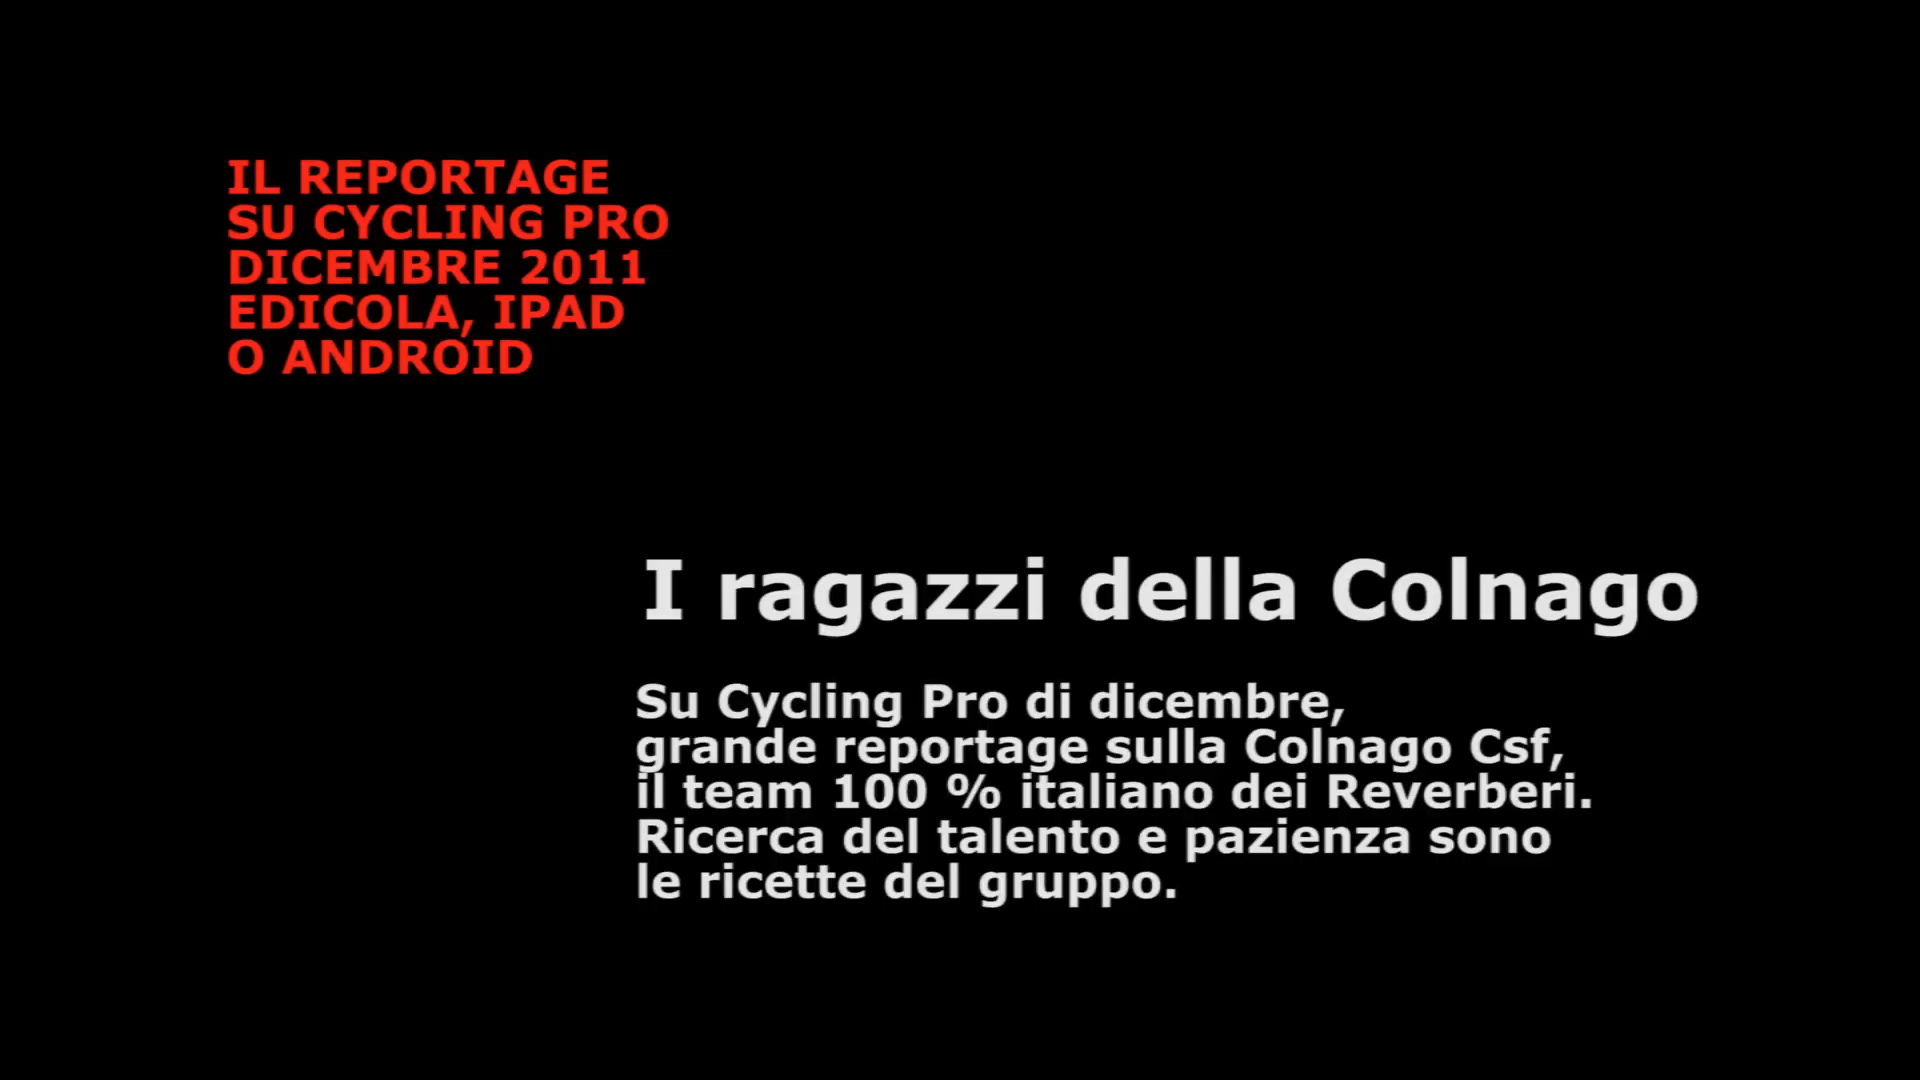 IL REPORTAGE
SU CYCLING PRO
DICEMBRE 2011
EDICOLA, IPAD
O ANDROID
I ragazzi della Colnago
Su Cycling Pro di dicembre,
grande reportage sulla Colnago Csf,
il team 100 % italiano dei Reverberi.
Ricerca del talento e pazienza sono
le ricette del gruppo.